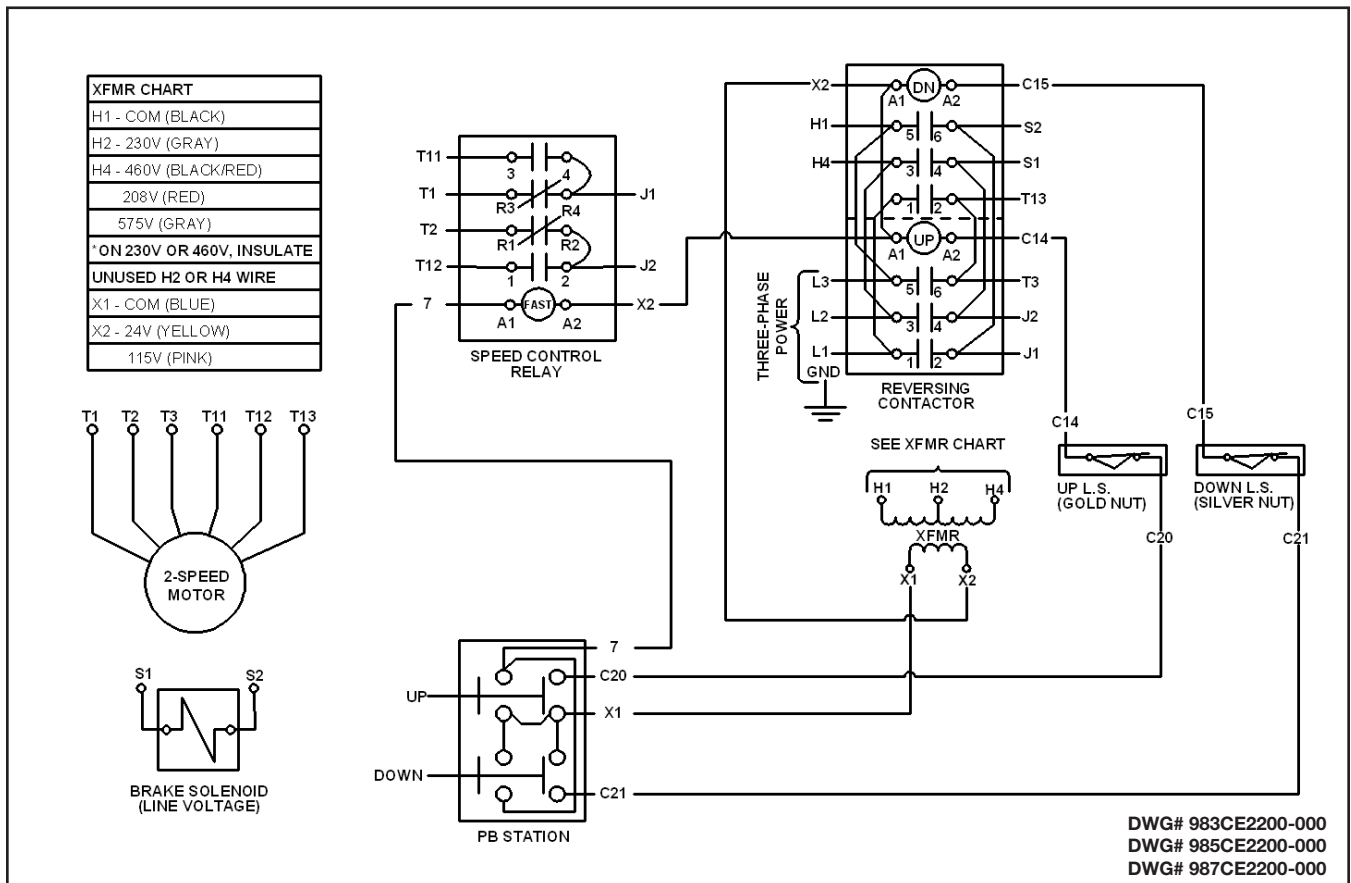 XFMR CHART
H1 - COM (BLACK)
H2 - 230V (GRAY)
H4 - 460V (BLACK/RED)
208V (RED)
575V (GRAY)
*ON 230V OR 460V, INSULATE
UNUSED H2 OR H4 WIRE
X1 - COM (BLUE)
X2 - 24V (YELLOW)
115V (PINK)
T1 T2 T3 T11 T12 T13
2-SPEED
MOTOR
S1 S2
BRAKE SOLENOID
(LINE VOLTAGE)
T11 3 4
T1 R3 R4 J1
T2 R1 R2
T12 1 2 J2
7 A1 FAST A2 X2
SPEED CONTROL
RELAY
X2 A1 DN A2 C15
H1 5 6 S2
H4 3 4 S1
1 2 T13
A1 UP A2 C14
L3 5 6 T3
L2 3 4 J2
L1 1 2 J1
GND
THREE-PHASE
POWER
REVERSING
CONTACTOR
C14
C15
UP L.S.
(GOLD NUT)
DOWN L.S.
(SILVER NUT)
C20
C21
SEE XFMR CHART
H1 H2 H4
XFMR
X1 X2
7
C20
UP
X1
DOWN
C21
PB STATION
DWG# 983CE2200-000
DWG# 985CE2200-000
DWG# 987CE2200-000